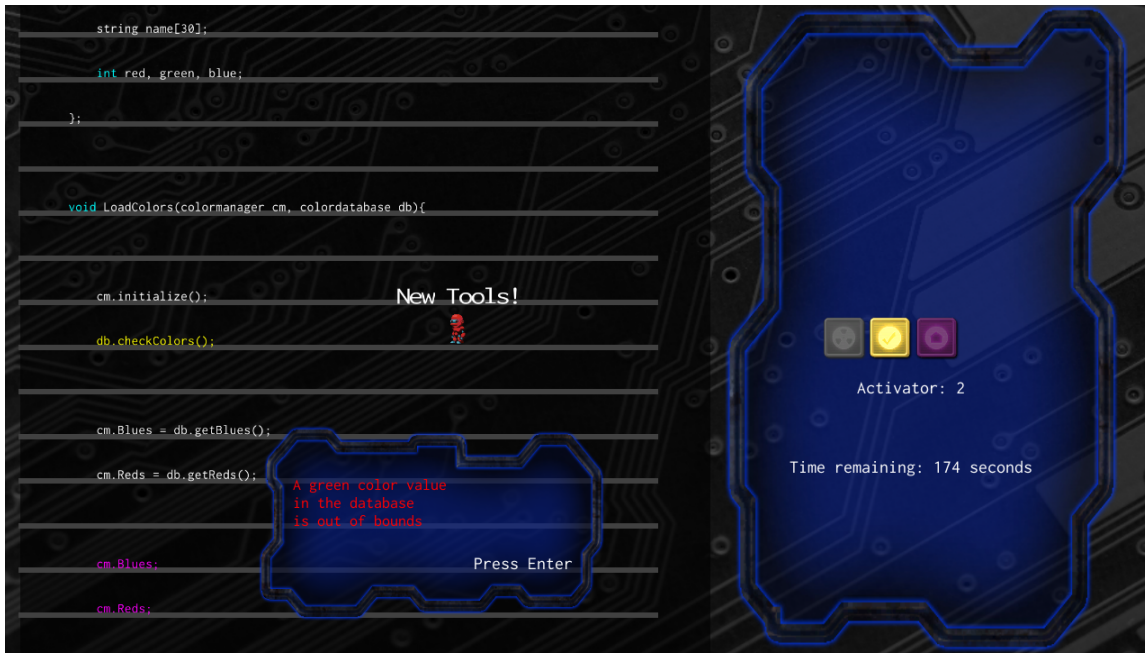 string name[30];
int red, green, blue;
};
void LoadColors(colormanager cm, colordatabase db){
cm.initialize();
New Tools!
db.checkColors();
cm.Blues = db.getBlues();
cm.Reds = db.getReds();
A green color value
in the database
is out of bounds
Press Enter
cm.Blues;
cm.Reds;
Activator: 2
Time remaining: 174 seconds